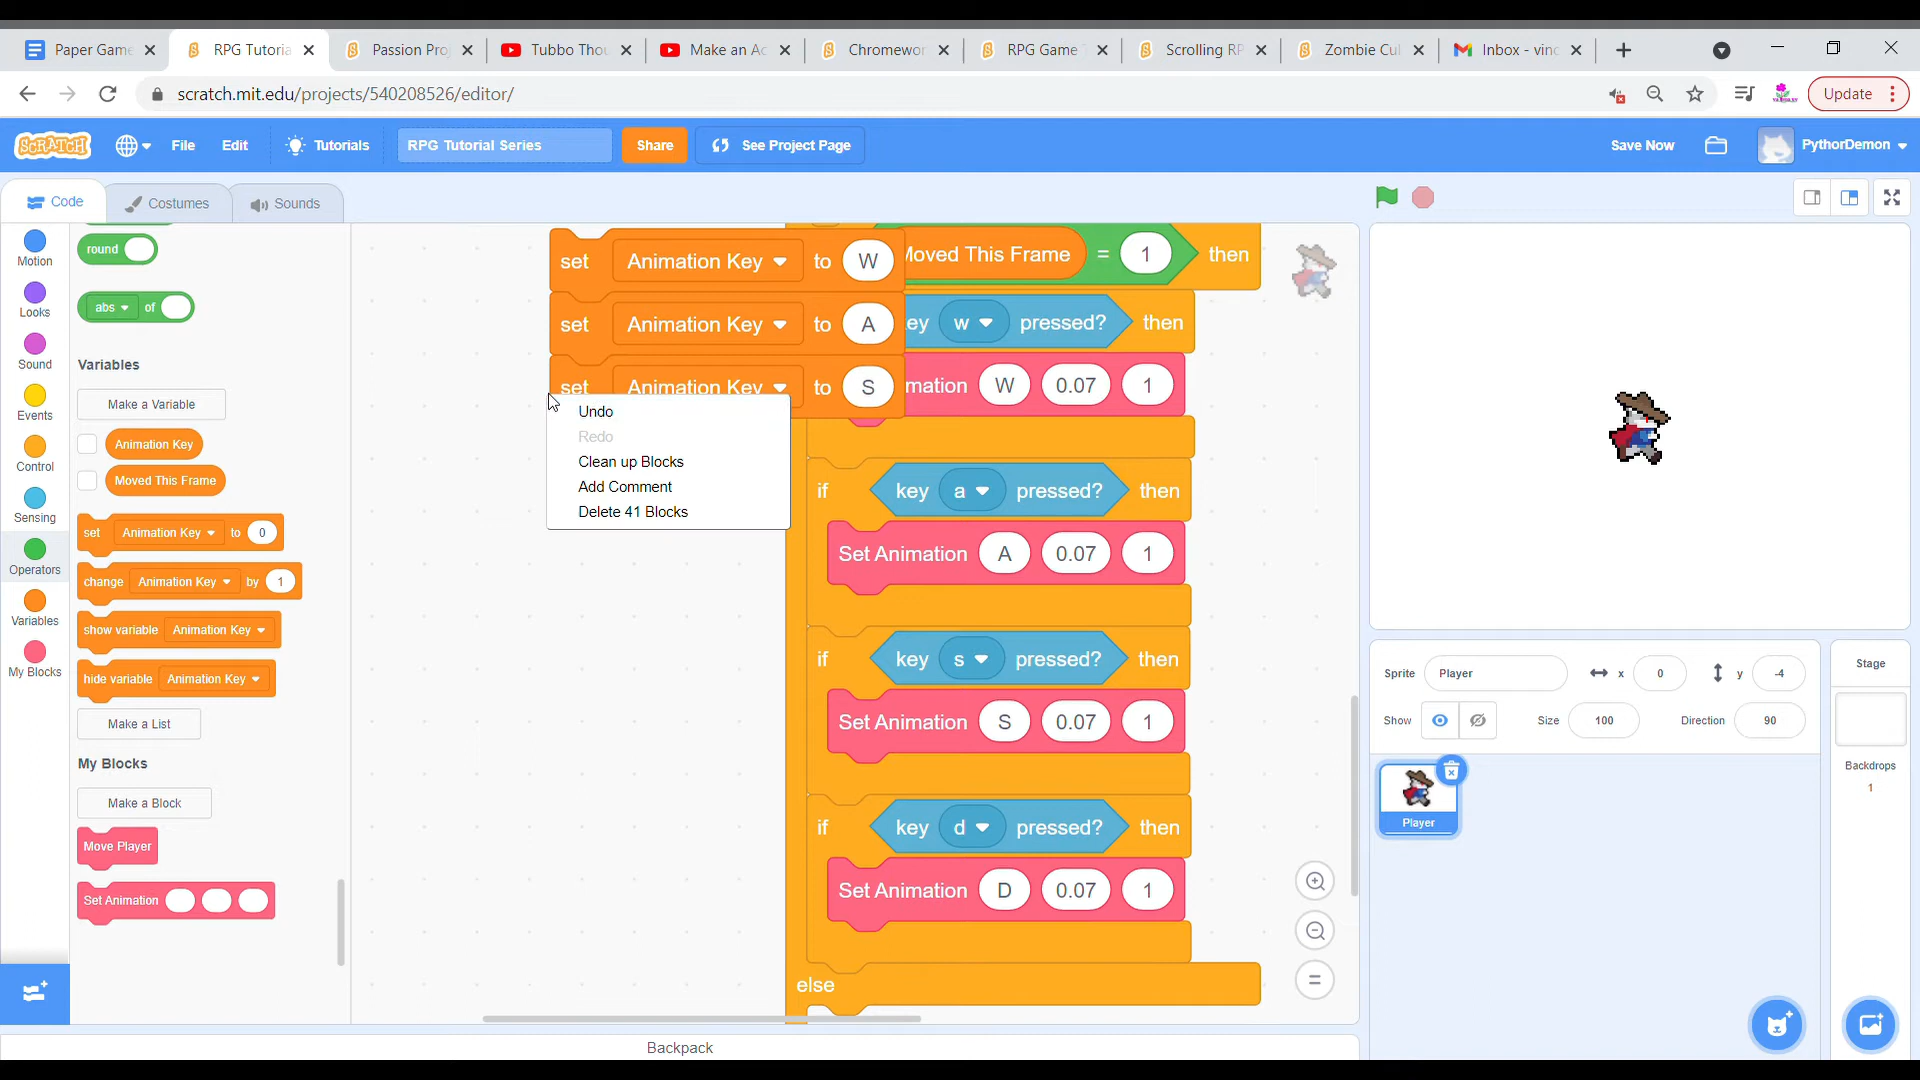 Paper Game
RPG Tutoria
Passion Pro
Tubbo Thou
Make an Ac
Chromewor
RPG Game T
Scrolling RP
Zombie Cul
Inbox - vinc
scratch.mit.edu/projects/540208526/editor/
Update
SCRATCH
File
Edit
Tutorials
RPG Tutorial Series
Share
See Project Page
Save Now
PythorDemon
Code
Costumes
Sounds
Motion
Looks
Sound
Events
Control
Sensing
Operators
Variables
My Blocks
round
abs of
Variables
Make a Variable
Animation Key
Moved This Frame
set Animation Key to 0
change Animation Key by 1
show variable Animation Key
hide variable Animation Key
Make a List
My Blocks
Make a Block
Move Player
Set Animation
set Animation Key to W
set Animation Key to A
set Animation Key to S
Undo
Redo
Clean up Blocks
Add Comment
Delete 41 Blocks
Moved This Frame = 1 then
key w pressed? then
mation W 0.07 1
if key a pressed? then
Set Animation A 0.07 1
if key s pressed? then
Set Animation S 0.07 1
if key d pressed? then
Set Animation D 0.07 1
else
Backpack
Sprite Player x 0 y -4
Show Size 100 Direction 90
Player
Stage
Backdrops
1